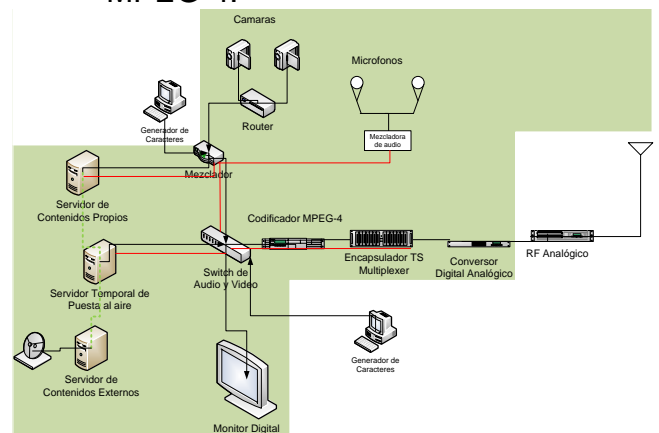 MPEG-4.
Camaras
Microfonos
Generador de
Caracteres
Router
Mezcladora
de audio
Mezclador
Servidor de
Contenidos Propios
Codificador MPEG-4
Encapsulador TS
Multiplexer
Conversor
Digital Analógico
RF Analógico
Switch de
Audio y Video
Servidor Temporal de
Puesta al aire
Generador de
Caracteres
Servidor de
Contenidos Externos
Monitor Digital